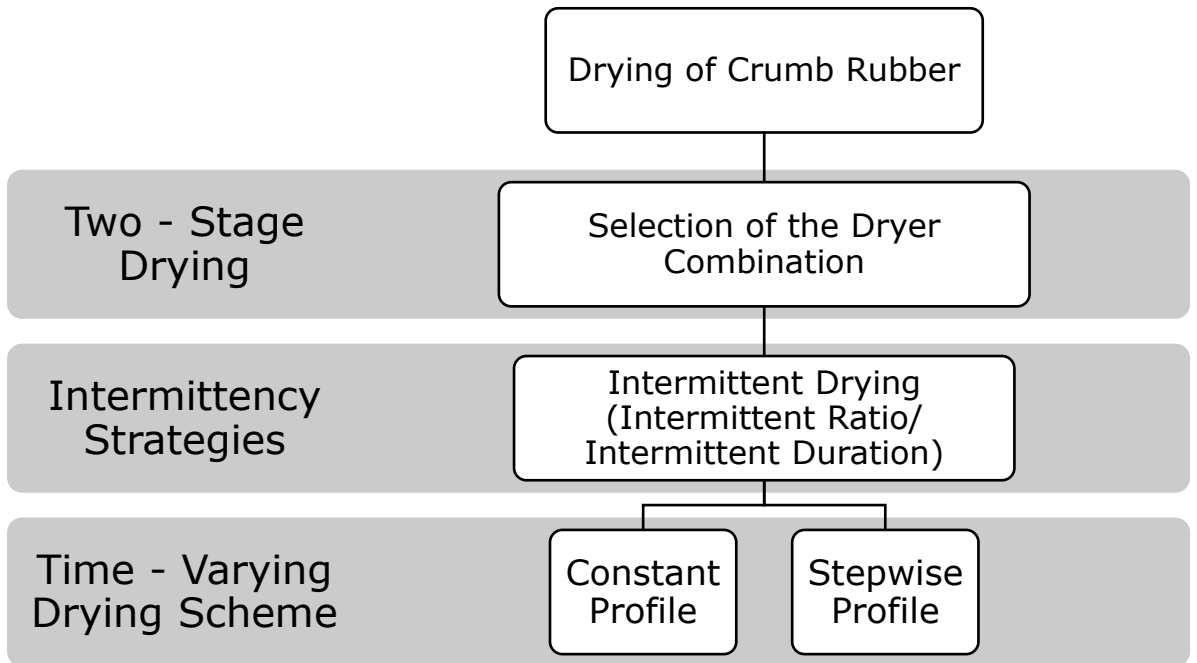 Drying of Crumb Rubber
Two - Stage
Drying
Selection of the Dryer
Combination
Intermittency
Strategies
Intermittent Drying
(Intermittent Ratio/
Intermittent Duration)
Time - Varying
Drying Scheme
Constant
Profile
Stepwise
Profile